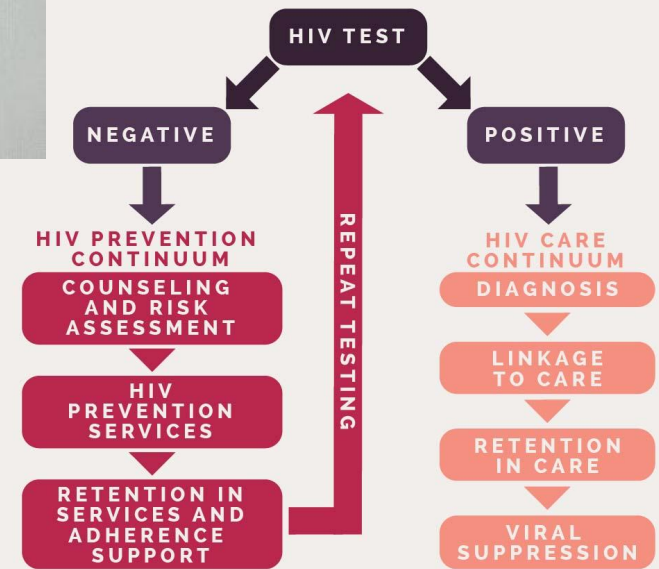 HIV TEST
NEGATIVE
HIV PREVENTION
CONTINUUM
COUNSELING
AND RISK
ASSESSMENT
HIV
PREVENTION
SERVICES
RETENTION IN
SERVICES AND
ADHERENCE
SUPPORT
REPEAT TESTING
POSITIVE
HIV CARE
CONTINUUM
DIAGNOSIS
LINKAGE
TO CARE
RETENTION
IN CARE
VIRAL
SUPPRESSION